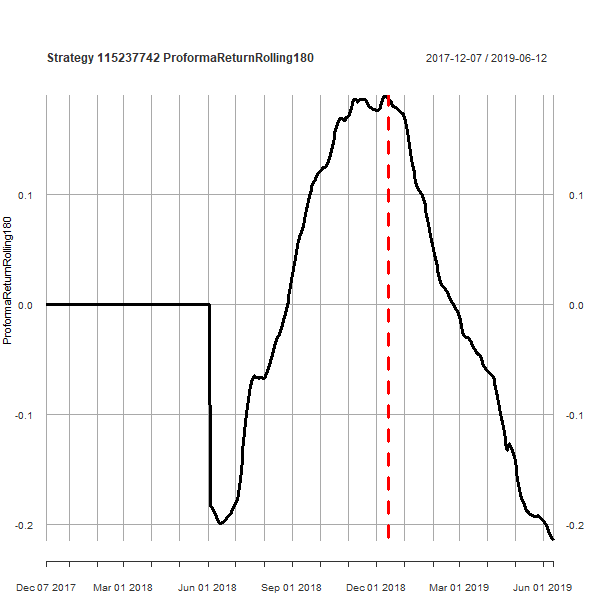 Strategy 115237742 ProformaReturnRolling180
2017-12-07 / 2019-06-12
ProformaReturnRolling180
0.1
0.0
-0.1
-0.2
0.1
0.0
-0.1
-0.2
Dec 07 2017
Mar 01 2018
Jun 01 2018
Sep 01 2018
Dec 01 2018
Mar 01 2019
Jun 01 2019